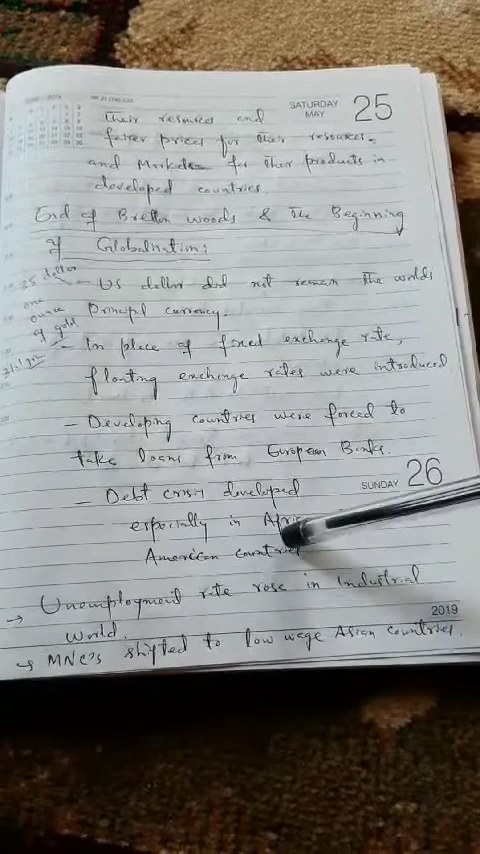 SATURDAY 25
MAY
their resources and
fairer prices for their resources.
and Markets for their products in
developed countries.
End of Bretton woods & The Beginning
of Globalisation:
35 dollar
one
ounce
of gold
- US dollar did not remain the worlds
Principal currency.
- In place of fixed exchange rate,
floating exchange rates were introduced
- Developing countries were forced to
take loans from European Banks.
SUNDAY 26
- Debt crisis developed
especially in
American countries
→ Unemployment rate rose in Industrial
world.
2019
→ MNC's shifted to low wage Asian countries.